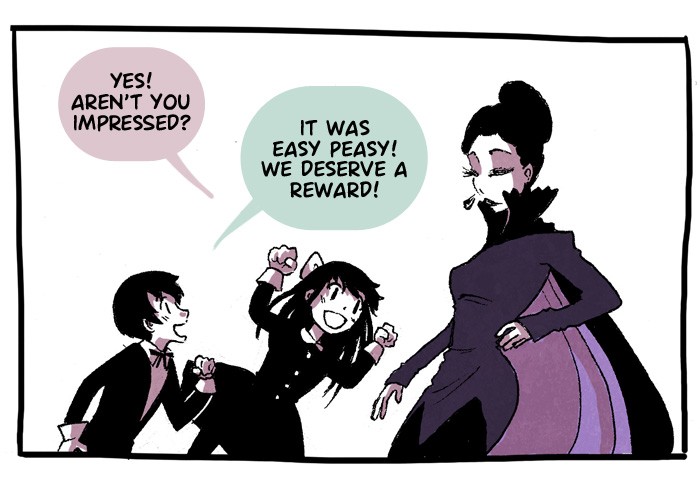 YES!
AREN'T YOU
IMPRESSED?
IT WAS
EASY PEASY!
WE DESERVE A
REWARD!